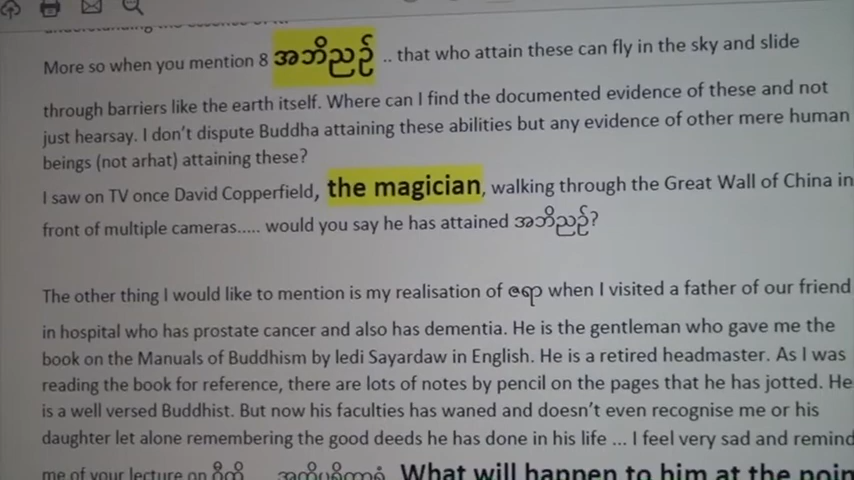 More so when you mention 8 အဘိညဉ် .. that who attain these can fly in the sky and slide
through barriers like the earth itself. Where can I find the documented evidence of these and not
just hearsay. I don't dispute Buddha attaining these abilities but any evidence of other mere human
beings (not arhat) attaining these?
I saw on TV once David Copperfield, the magician, walking through the Great Wall of China in
front of multiple cameras..... would you say he has attained အဘိညဉ်?
The other thing I would like to mention is my realisation of ဇရာ when I visited a father of our friend
in hospital who has prostate cancer and also has dementia. He is the gentleman who gave me the
book on the Manuals of Buddhism by ledi Sayardaw in English. He is a retired headmaster. As I was
reading the book for reference, there are lots of notes by pencil on the pages that he has jotted. He
is a well versed Buddhist. But now his faculties has waned and doesn't even recognise me or his
daughter let alone remembering the good deeds he has done in his life ... I feel very sad and remind
me of your lecture on What will happen to him at the poin